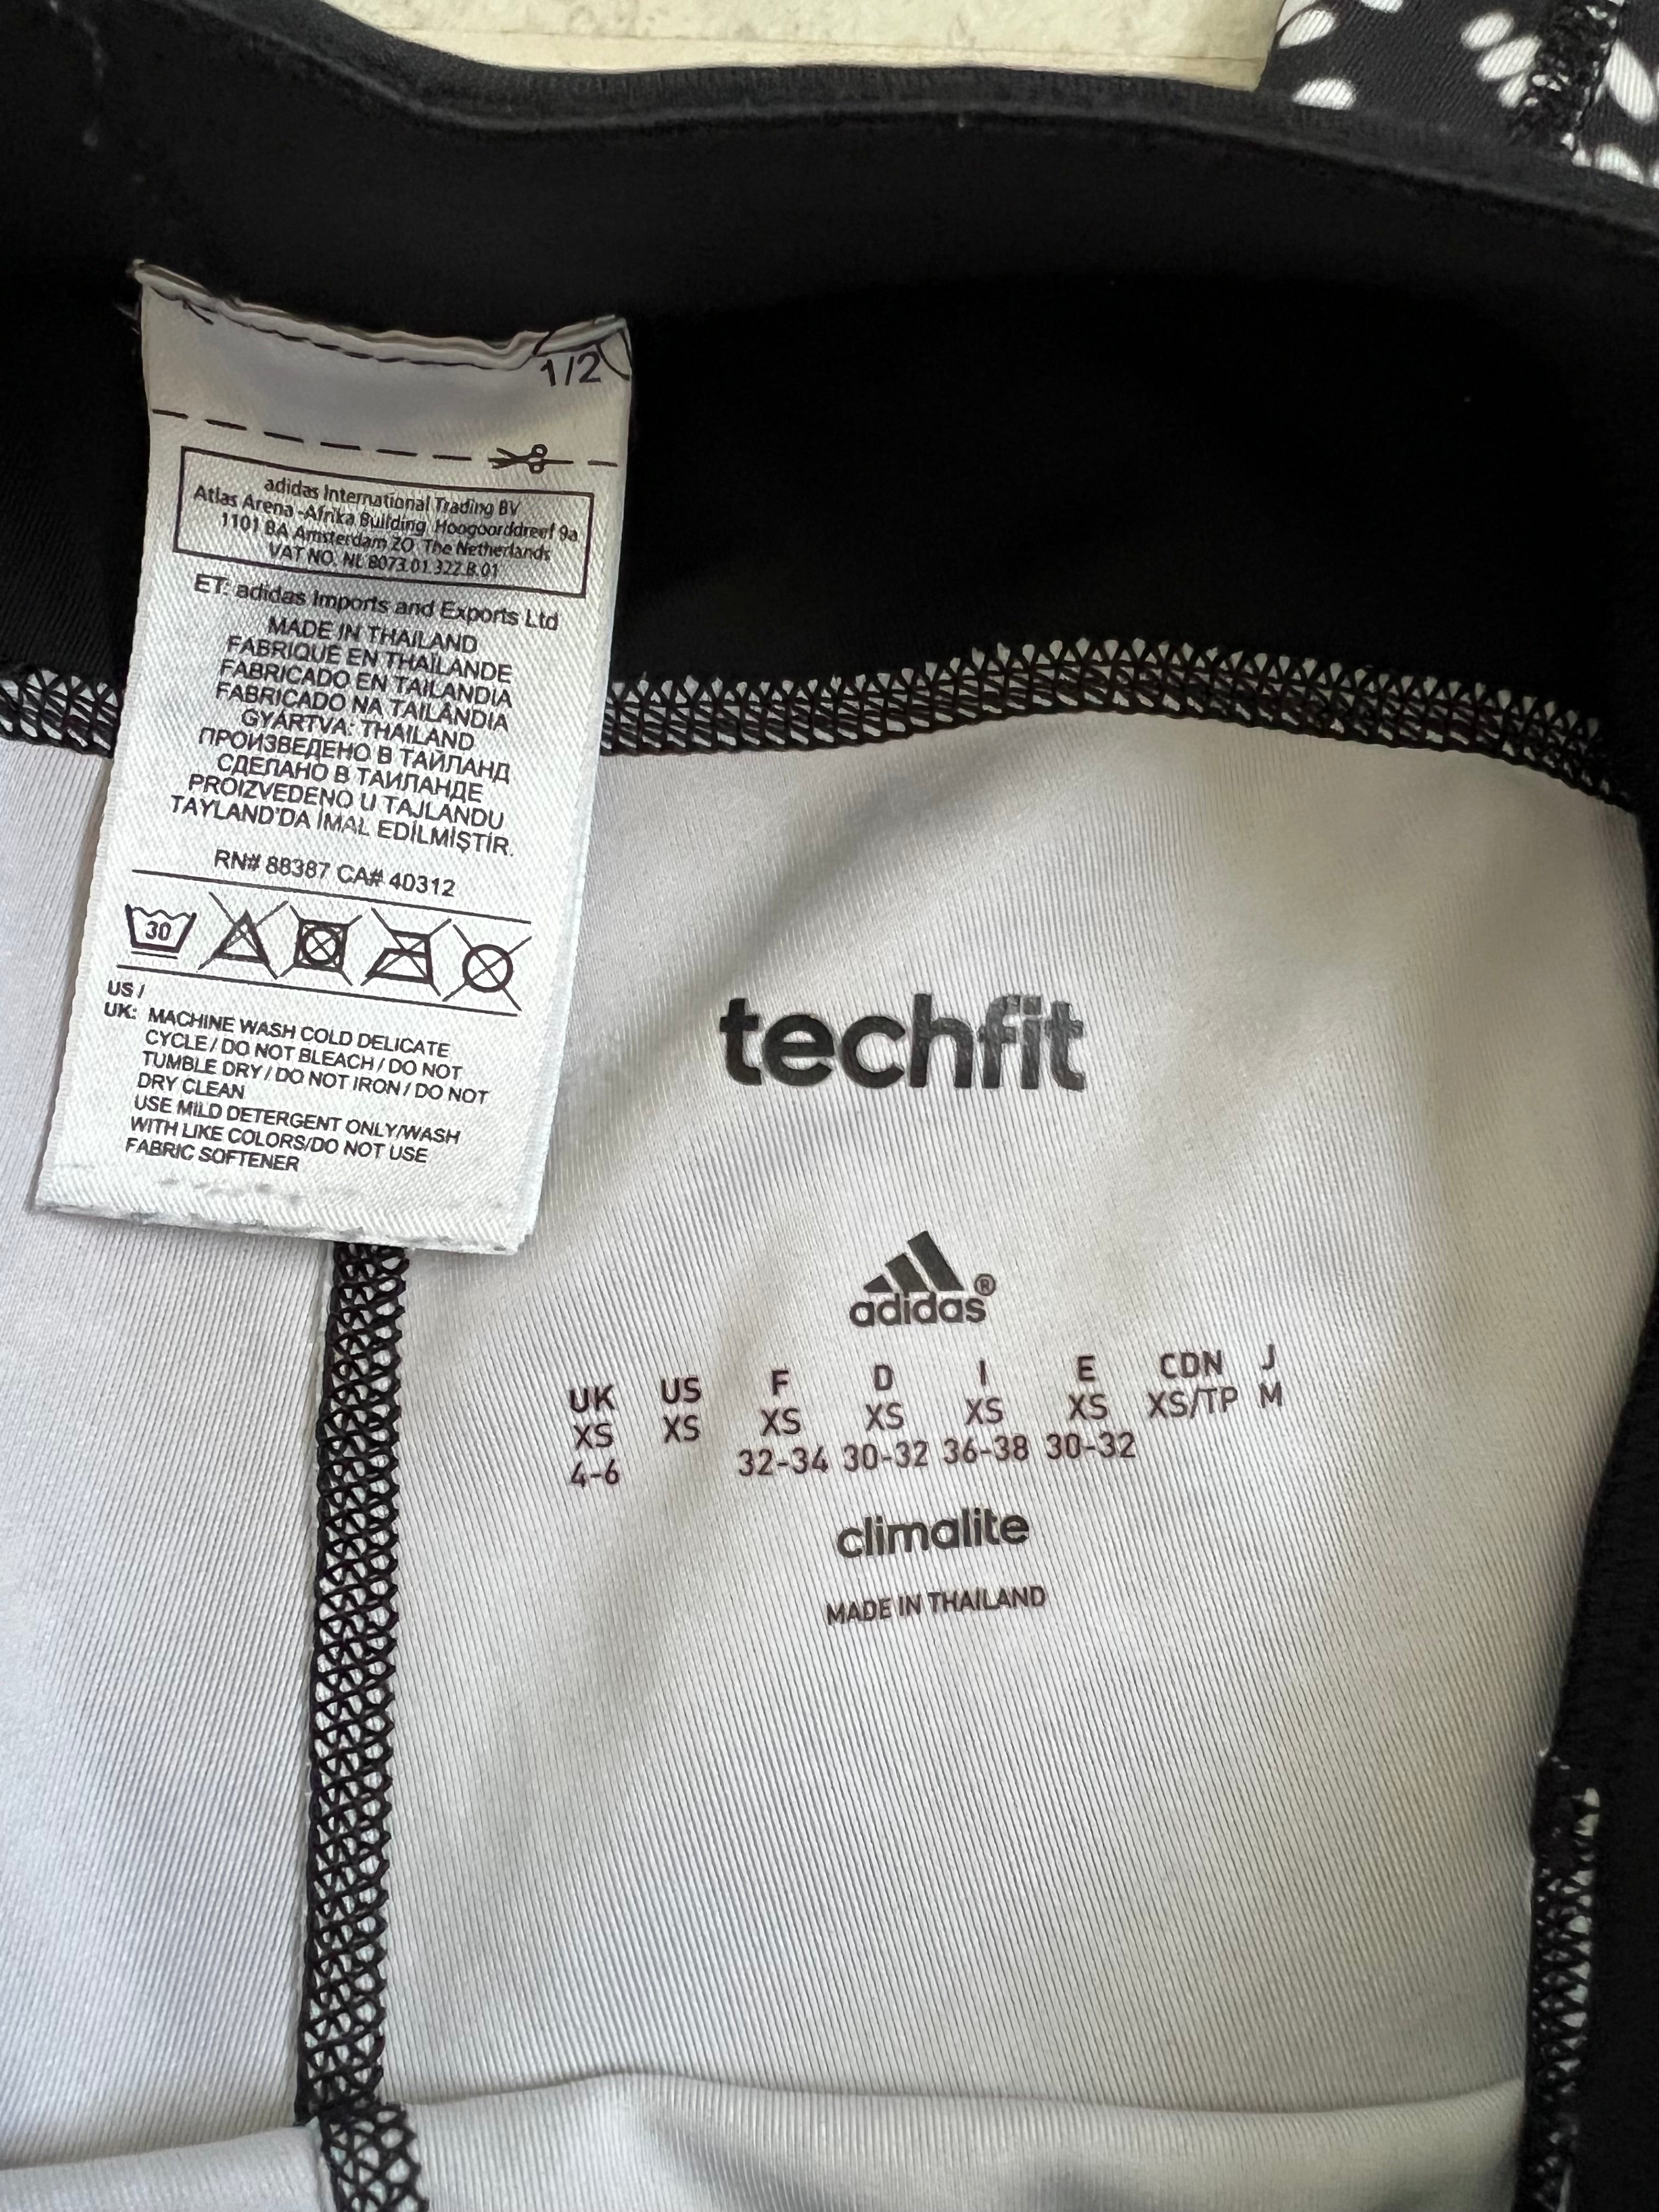 1/2
adidas International Trading BV
Atlas Arena -Afrika Building, Hoogoorddreef 9a
1101 BA Amsterdam ZO, The Netherlands
VAT NO. NL 8073.01.322.B.01
ET: adidas Imports and Exports Ltd
MADE IN THAILAND
FABRIQUÉ EN THAÏLANDE
FABRICADO EN TAILANDIA
FABRICADO NA TAILÂNDIA
GYÁRTVA: THAILAND
ПРОИЗВЕДЕНО В ТАЙЛАНД
СДЕЛАНО В ТАИЛАНДЕ
PROIZVEDENO U TAJLANDU
TAYLAND'DA İMAL EDİLMİŞTİR.
RN# 88387 CA# 40312
30
US /
UK: MACHINE WASH COLD DELICATE
CYCLE / DO NOT BLEACH / DO NOT
TUMBLE DRY / DO NOT IRON / DO NOT
DRY CLEAN
USE MILD DETERGENT ONLY/WASH
WITH LIKE COLORS/DO NOT USE
FABRIC SOFTENER
techfit
adidas®
UK US F D I E CDN J
XS XS XS XS XS XS XS/TP M
4-6 32-34 30-32 36-38 30-32
climalite
MADE IN THAILAND